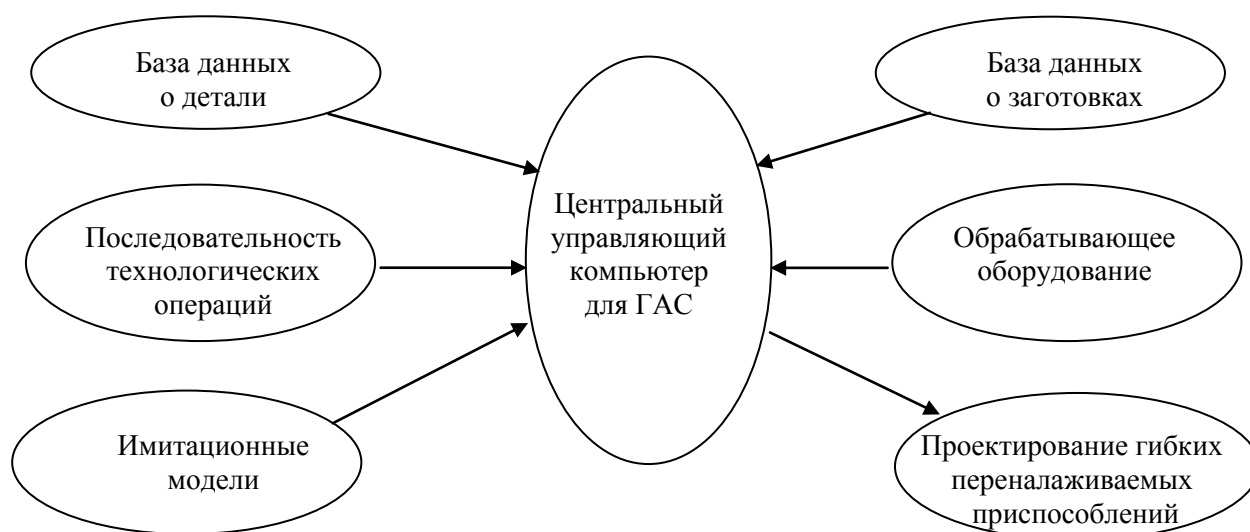 База данных
о детали
База данных
о заготовках
Центральный
управляющий
компьютер
для ГАС
Последовательность
технологических
операций
Обрабатывающее
оборудование
Имитационные
модели
Проектирование гибких
переналаживаемых
приспособлений